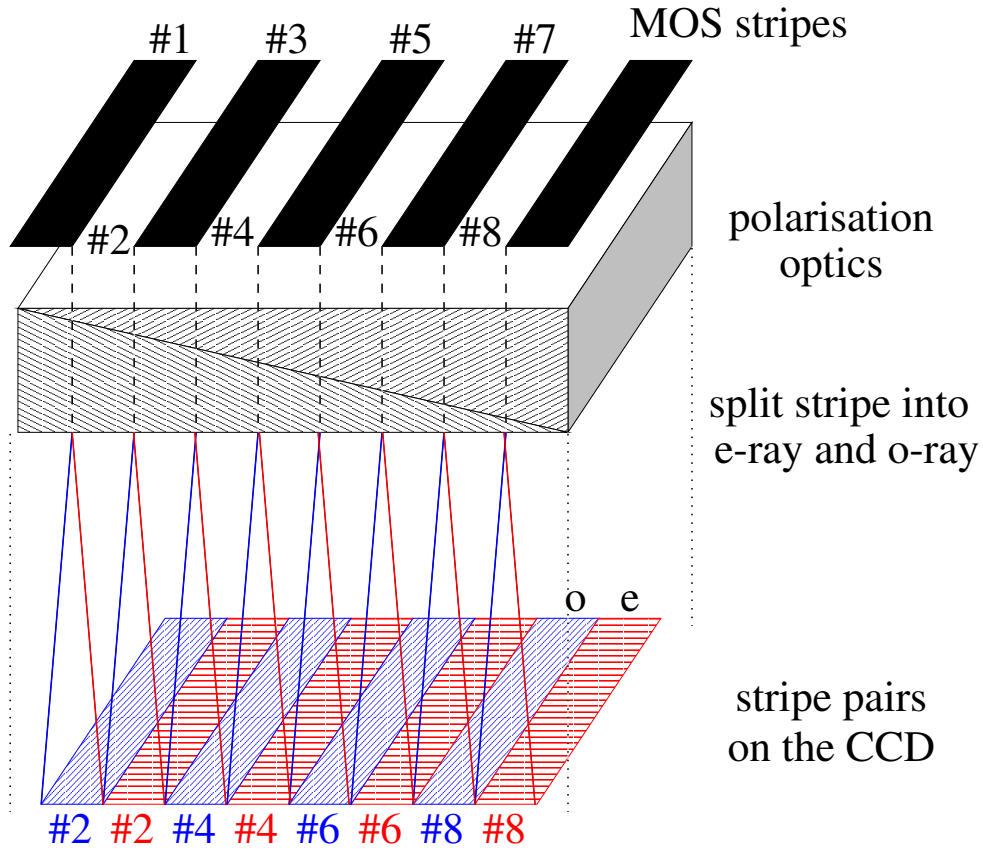 MOS stripes
#1 #3 #5 #7
#2 #4 #6 #8
polarisation
optics
split stripe into
e-ray and o-ray
o e
stripe pairs
on the CCD
#2 #2 #4 #4 #6 #6 #8 #8